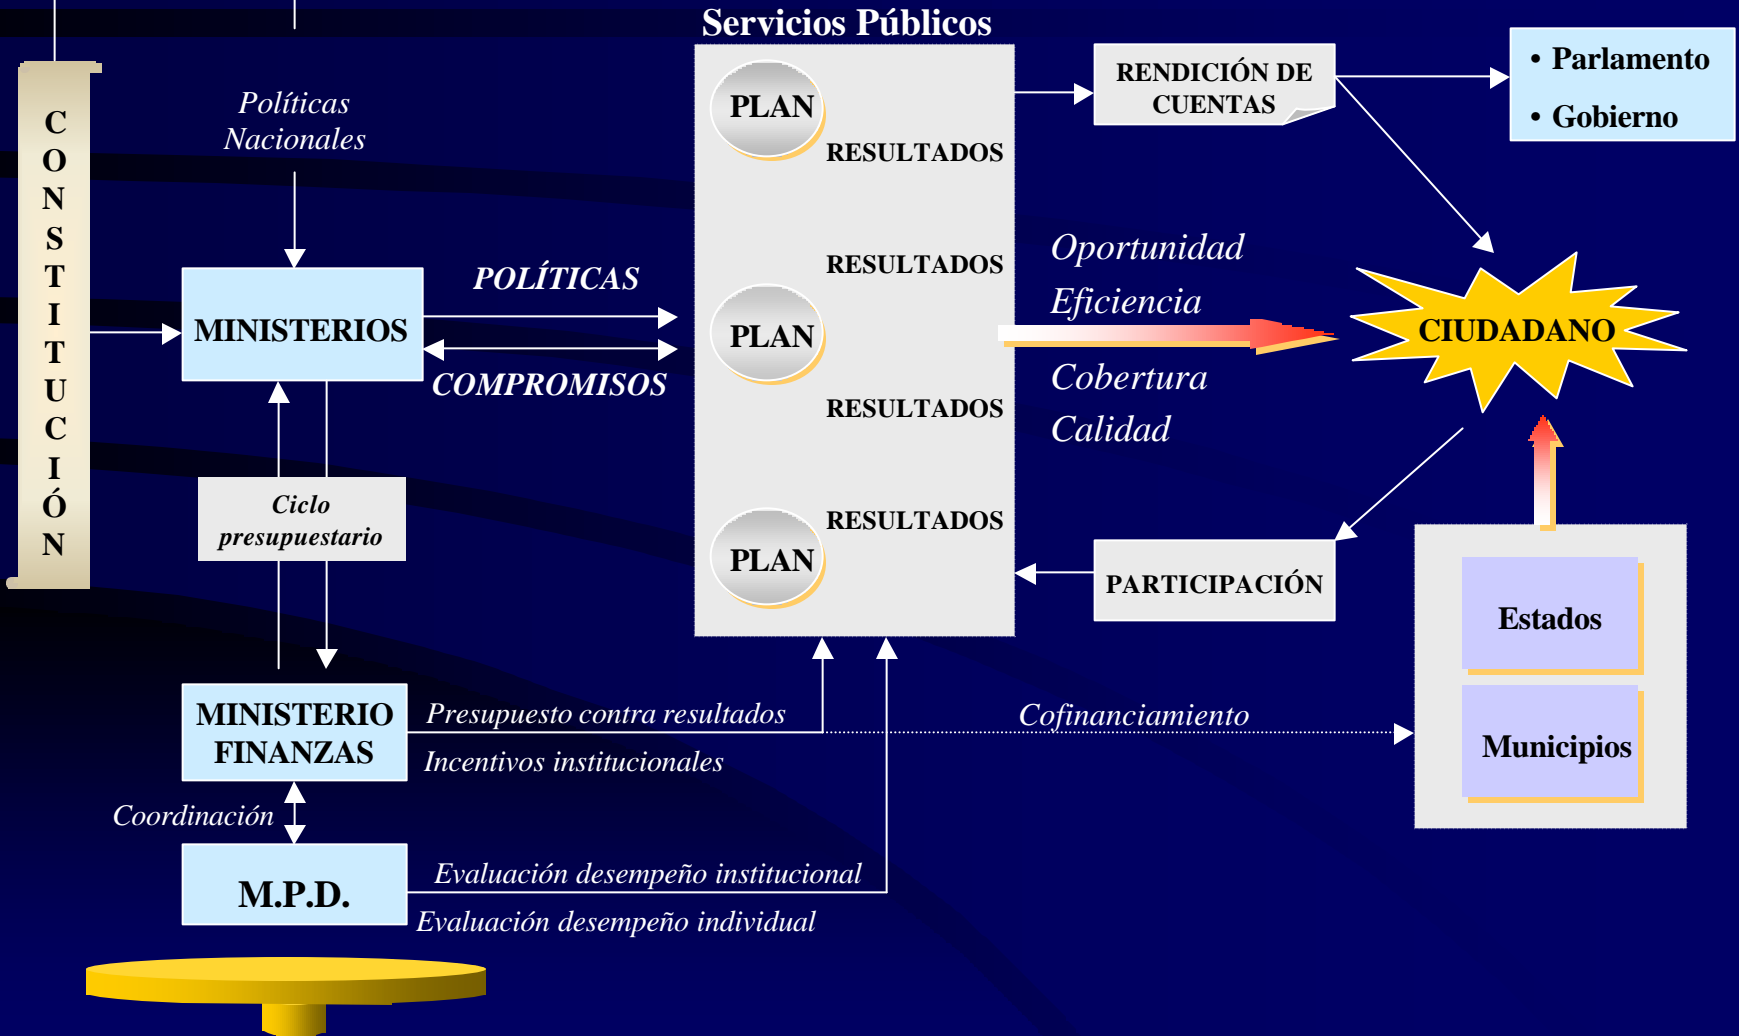 Servicios Públicos
CONSTITUCIÓN
Políticas
Nacionales
MINISTERIOS
POLÍTICAS
COMPROMISOS
Ciclo
presupuestario
PLAN
RESULTADOS
RESULTADOS
PLAN
RESULTADOS
RESULTADOS
PLAN
RENDICIÓN DE
CUENTAS
• Parlamento
• Gobierno
Oportunidad
Eficiencia
Cobertura
Calidad
CIUDADANO
PARTICIPACIÓN
Estados
Municipios
MINISTERIO
FINANZAS
Presupuesto contra resultados
Incentivos institucionales
Cofinanciamiento
Coordinación
M.P.D.
Evaluación desempeño institucional
Evaluación desempeño individual